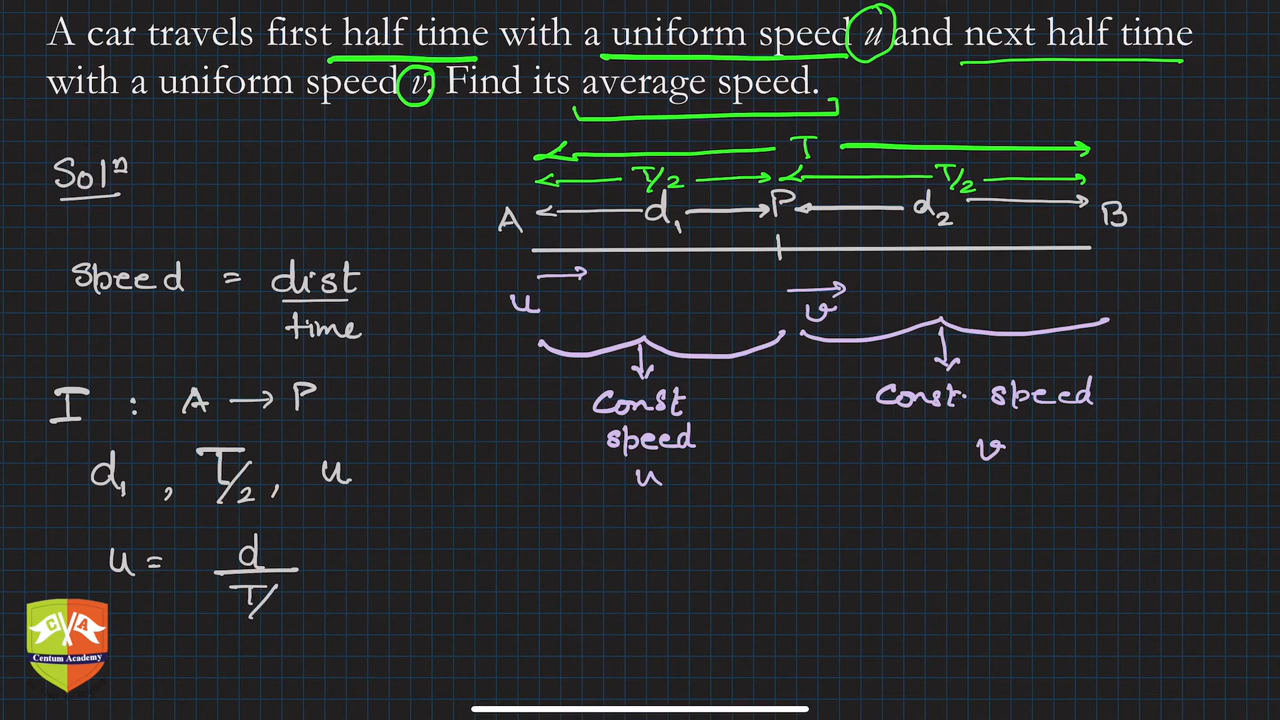 A car travels first half time with a uniform speed u and next half time
with a uniform speed v. Find its average speed.
T
T/2 T/2
A d₁ P d₂ B
Solⁿ
speed = dist/time
u
v
I : A → P
const speed u
const. speed v
d₁, T/2, u
u = d/T/
C A
Centum Academy